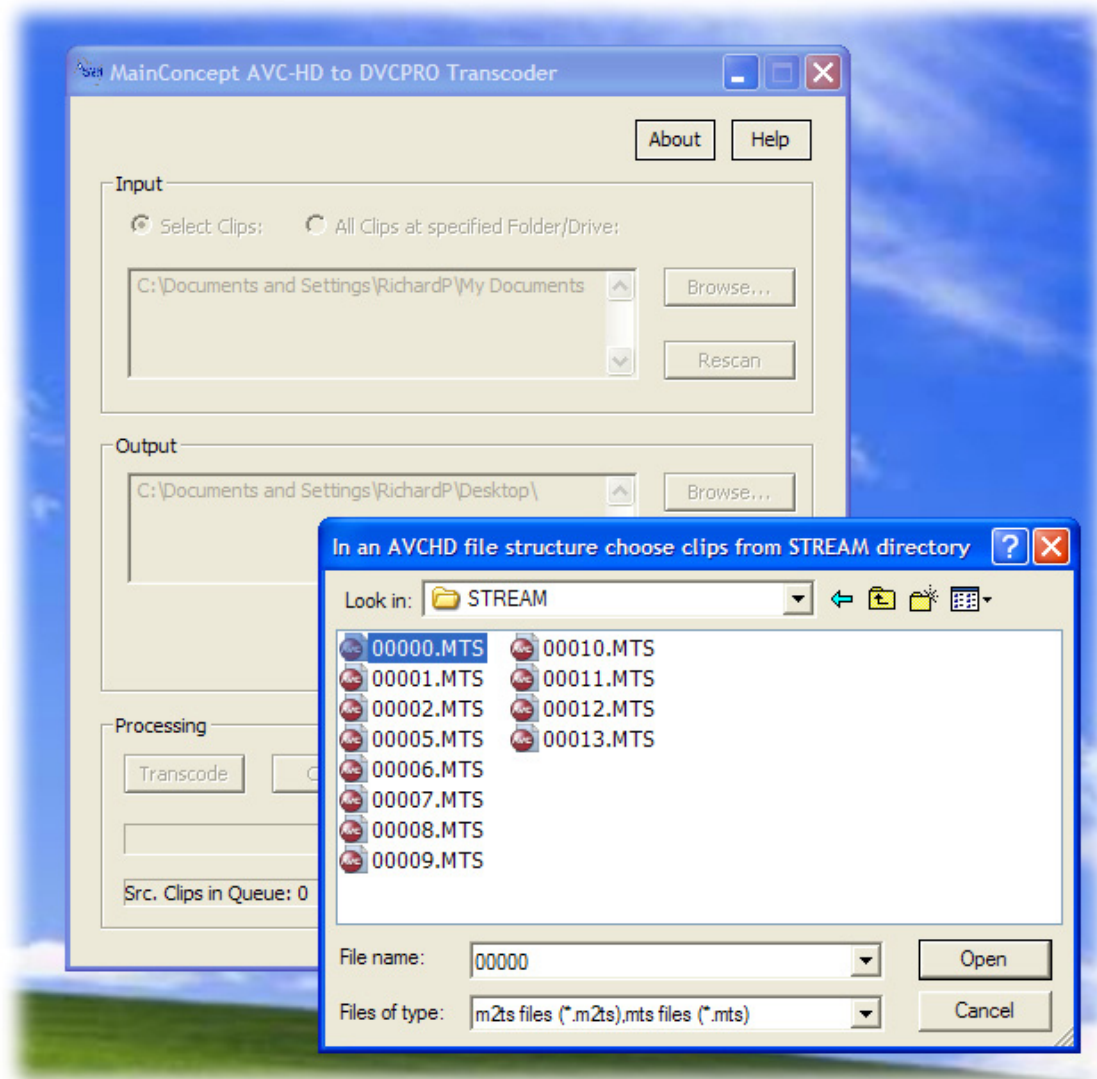 MainConcept AVC-HD to DVCPRO Transcoder
About Help
Input
Select Clips: All Clips at specified Folder/Drive:
C:\Documents and Settings\RichardP\My Documents
Browse...
Rescan
Output
C:\Documents and Settings\RichardP\Desktop\
Browse...
Processing
Transcode
Src. Clips in Queue: 0
In an AVCHD file structure choose clips from STREAM directory
Look in: STREAM
00000.MTS 00010.MTS
00001.MTS 00011.MTS
00002.MTS 00012.MTS
00005.MTS 00013.MTS
00006.MTS
00007.MTS
00008.MTS
00009.MTS
File name: 00000 Open
Files of type: m2ts files (*.m2ts),mts files (*.mts) Cancel